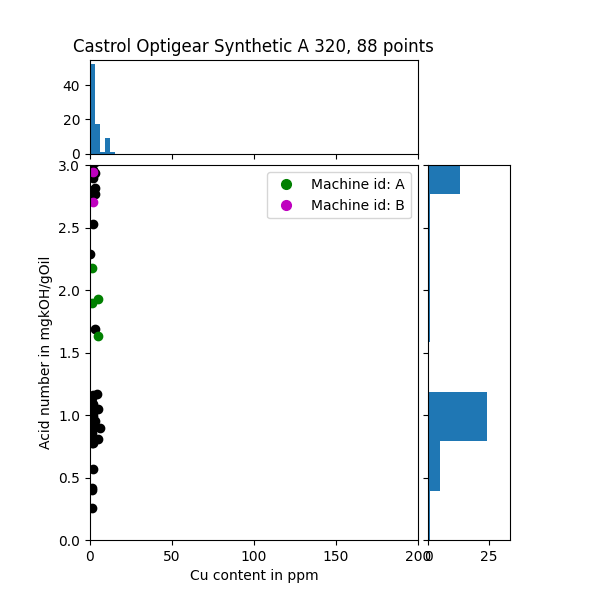 Castrol Optigear Synthetic A 320, 88 points
40
20
0
3.0
2.5
2.0
1.5
1.0
0.5
0.0
Acid number in mgkOH/gOil
Machine id: A
Machine id: B
0 50 100 150 200
0 25
Cu content in ppm